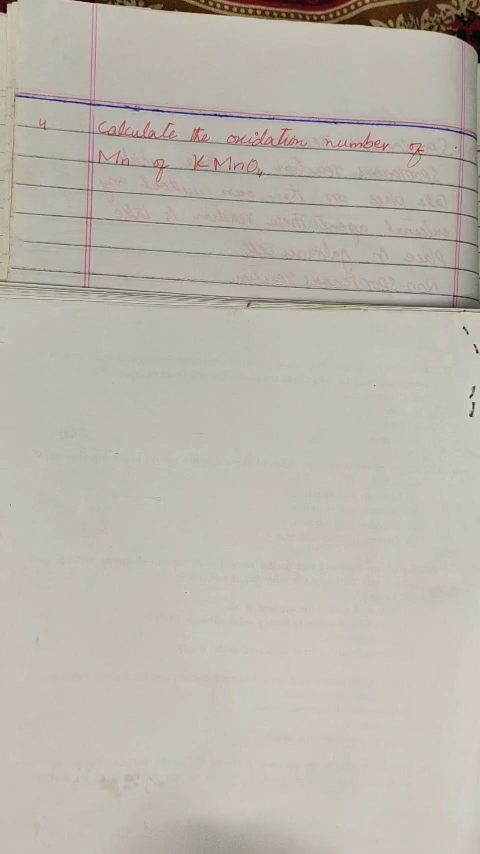 4 Calculate the oxidation number of
Mn of KMnO₄